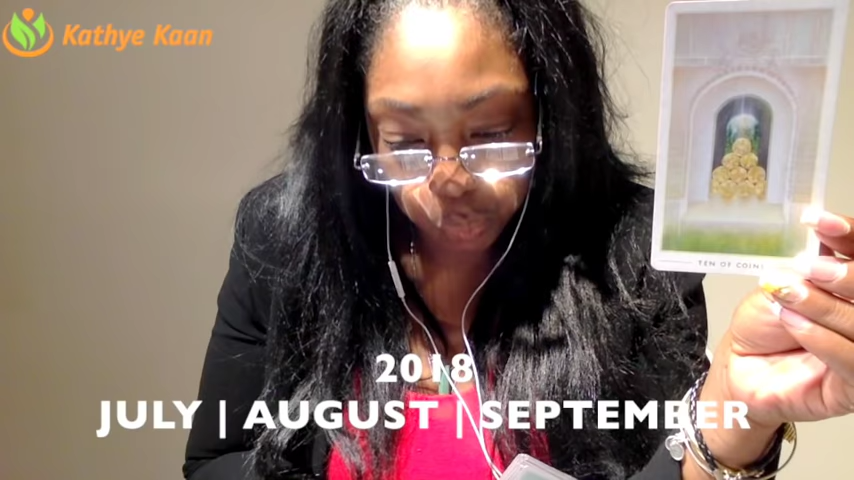 Kathye Kaan
TEN OF COINS
2018
JULY | AUGUST | SEPTEMBER